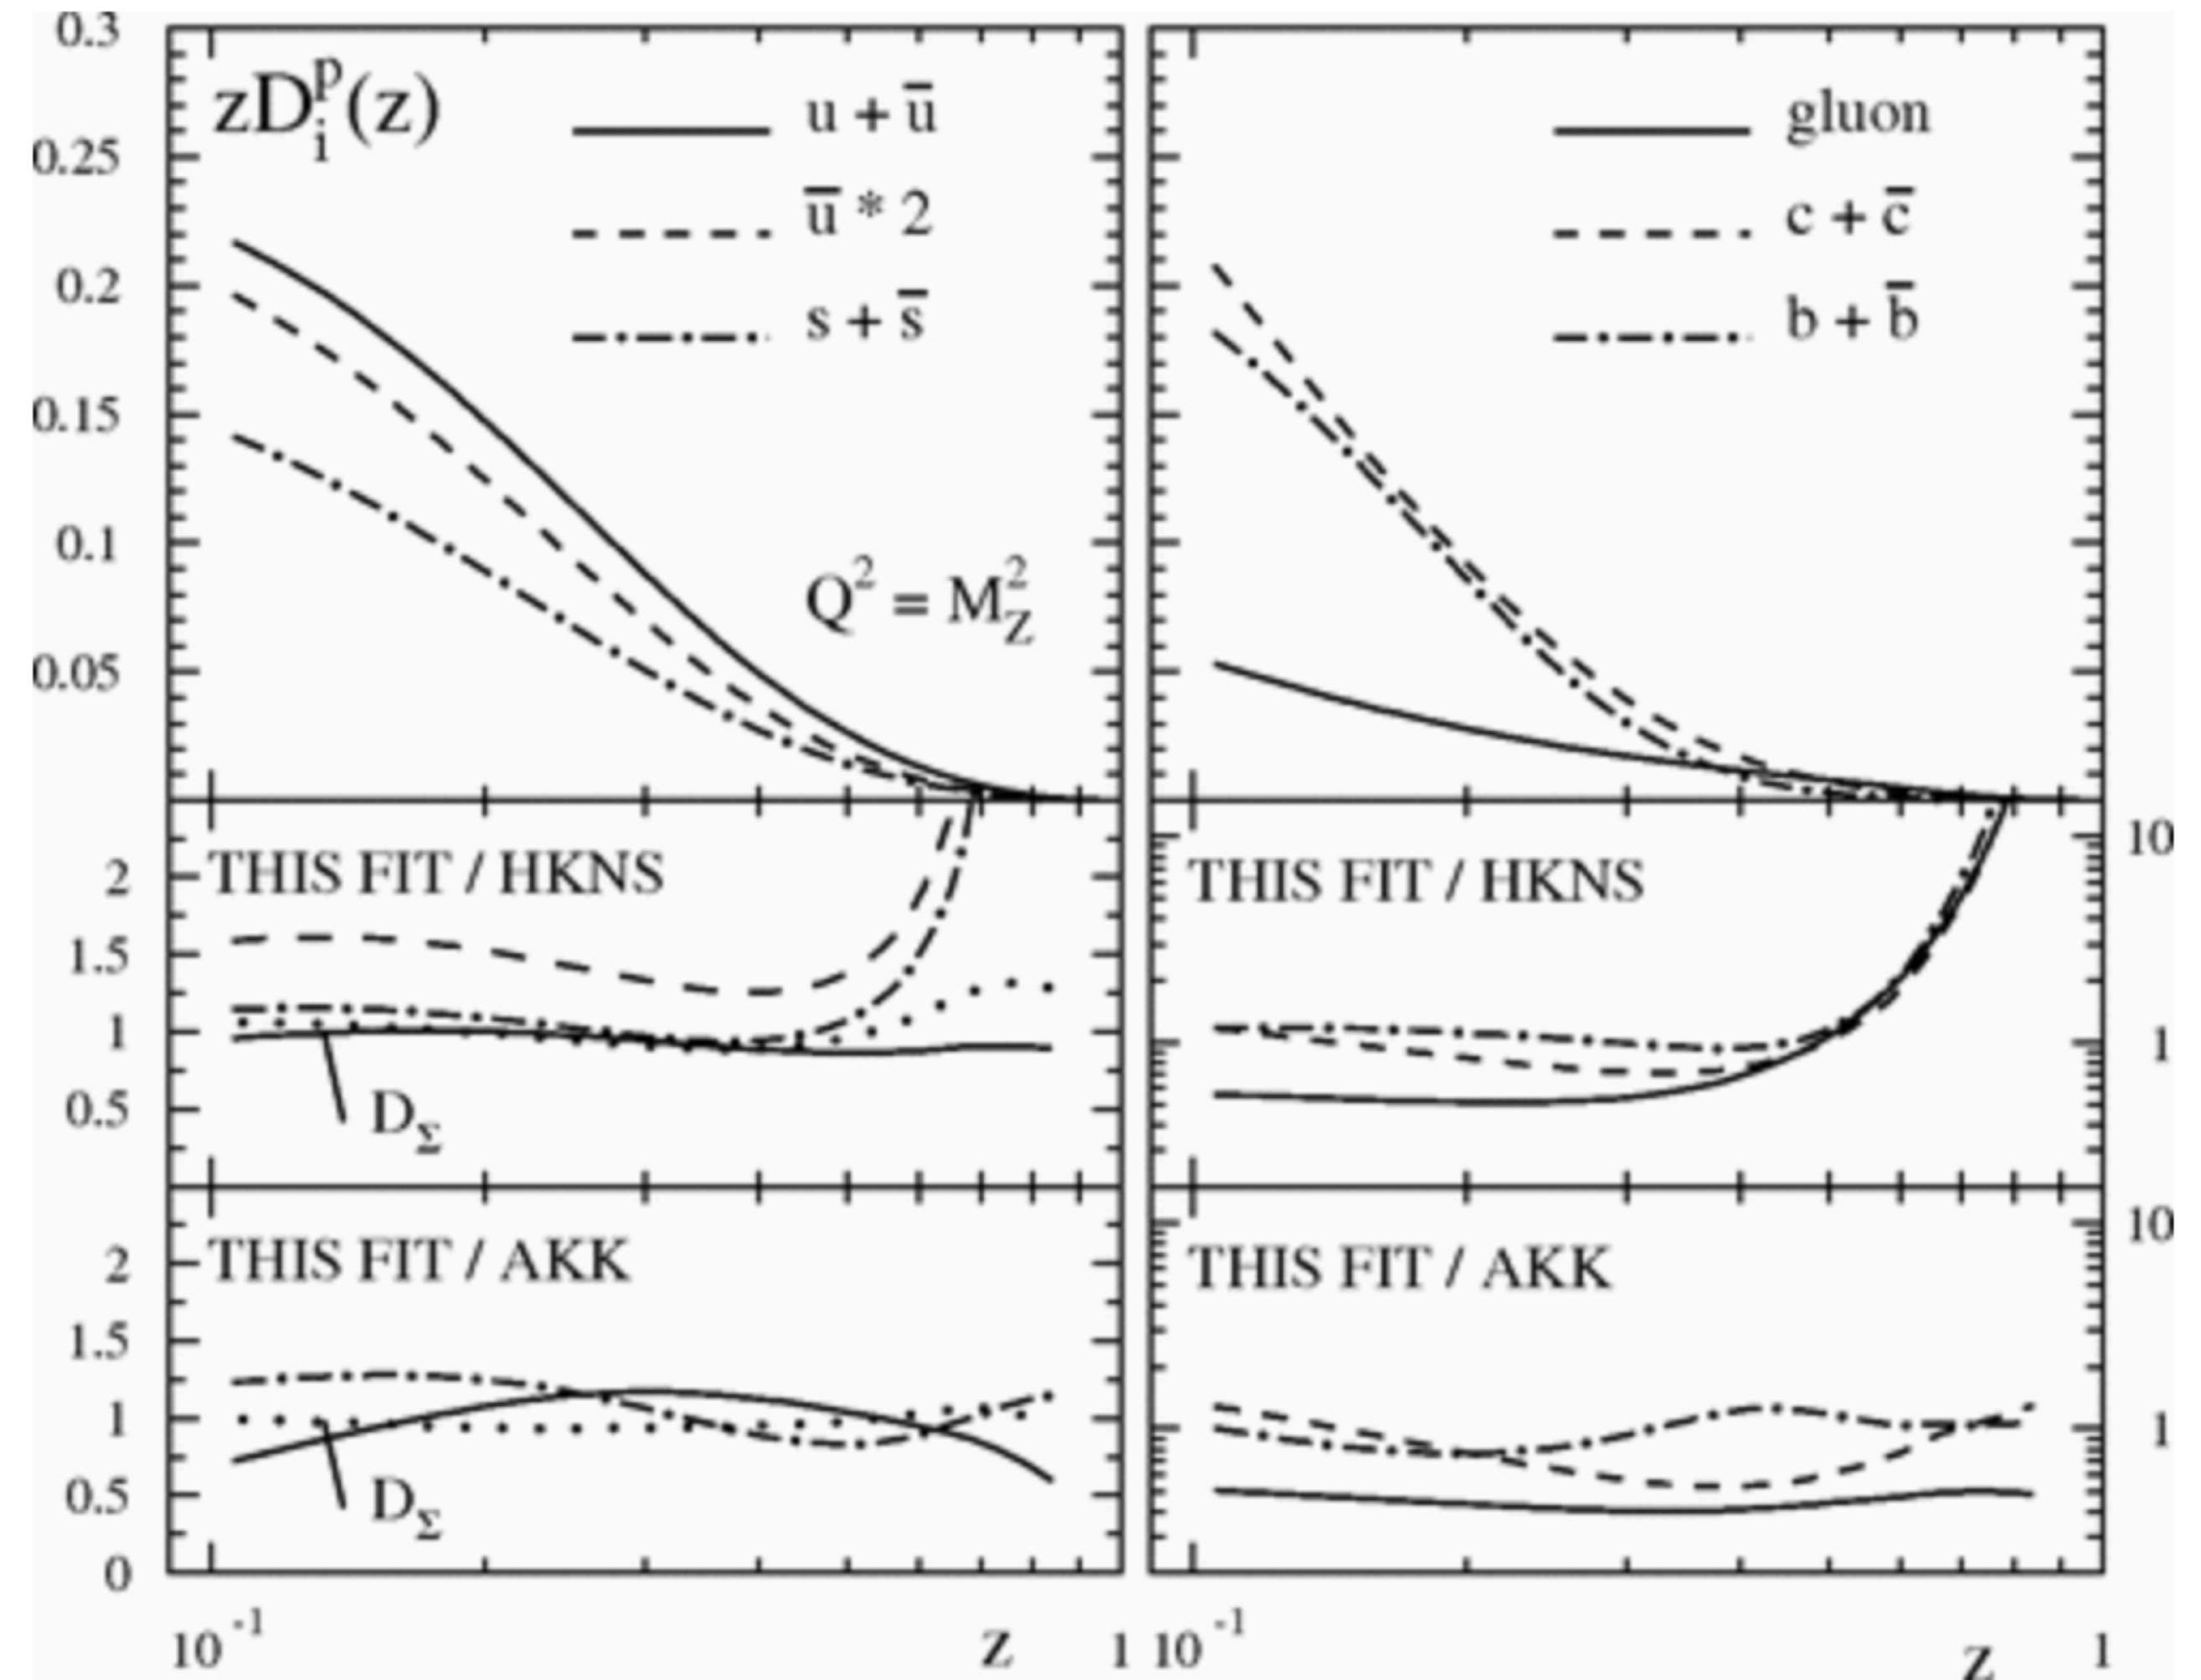 0.3
zD_i^p(z)
u + ū
0.25
ū * 2
0.2
s + s̄
0.15
0.1
Q² = M_Z²
0.05
gluon
c + c̄
b + b̄
THIS FIT / HKNS
2
1.5
1
0.5
D_Σ
THIS FIT / HKNS
10
1
THIS FIT / AKK
2
1.5
1
0.5
0
D_Σ
THIS FIT / AKK
10
1
10⁻¹ z 1
10⁻¹ z 1